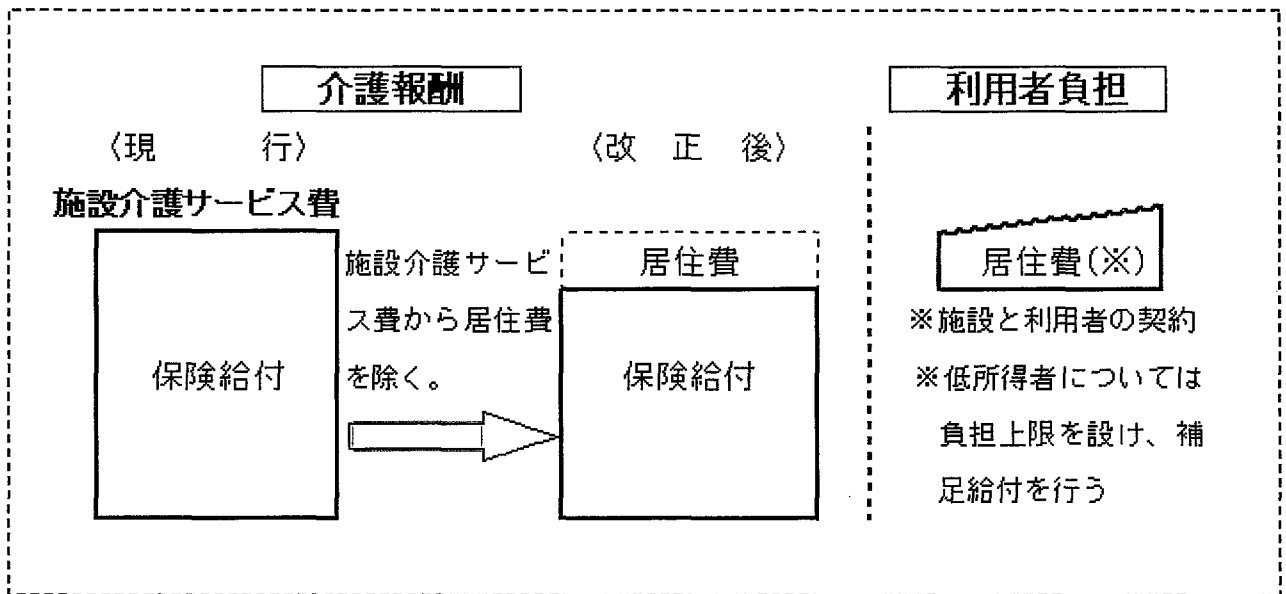 介護報酬
〈現　　行〉
〈改　正　後〉
施設介護サービス費
保険給付
施設介護サービ
ス費から居住費
を除く。
居住費
保険給付
利用者負担
居住費(※)
※施設と利用者の契約
※低所得者については
負担上限を設け、補
足給付を行う